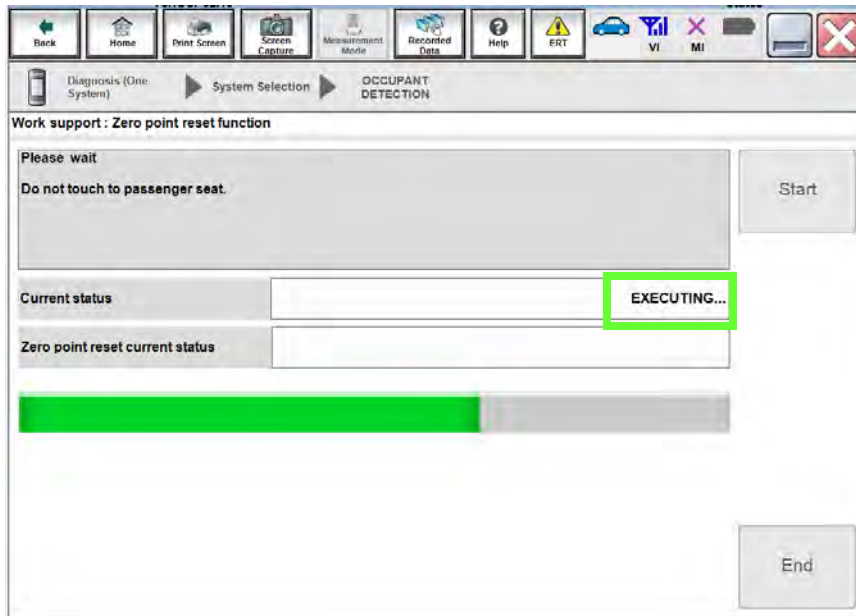 Back
Home
Print Screen
Screen Capture
Measurement Mode
Recorded Data
Help
ERT
VI
MI
Diagnosis (One System)
System Selection
OCCUPANT DETECTION
Work support : Zero point reset function
Please wait
Do not touch to passenger seat.
Start
Current status
EXECUTING...
Zero point reset current status
End